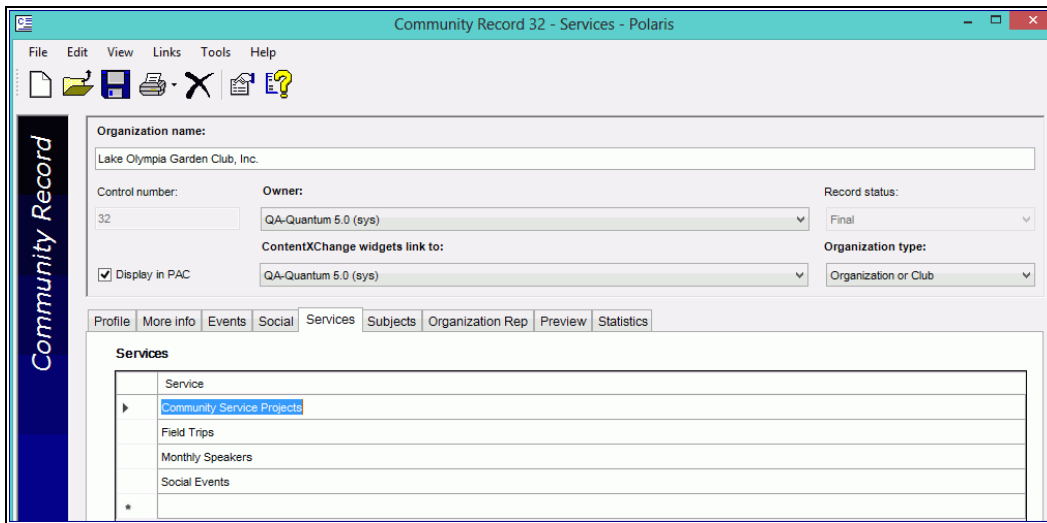 Community Record 32 - Services - Polaris
File Edit View Links Tools Help
Community Record
Organization name:
Lake Olympia Garden Club, Inc.
Control number: Owner: Record status:
32 QA-Quantum 5.0 (sys) Final
ContentXChange widgets link to: Organization type:
Display in PAC QA-Quantum 5.0 (sys) Organization or Club
Profile More info Events Social Services Subjects Organization Rep Preview Statistics
Services
Service
Community Service Projects
Field Trips
Monthly Speakers
Social Events
*